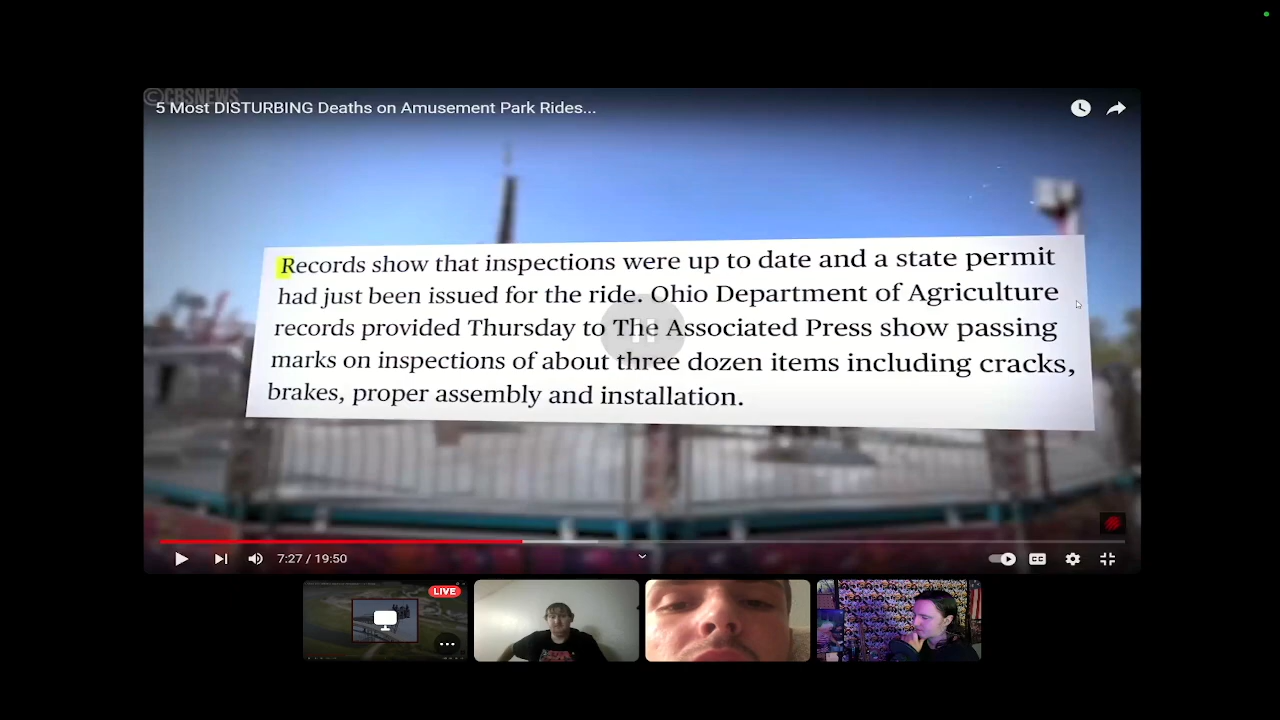 ©CBSNEWS
5 Most DISTURBING Deaths on Amusement Park Rides...
Records show that inspections were up to date and a state permit
had just been issued for the ride. Ohio Department of Agriculture
records provided Thursday to The Associated Press show passing
marks on inspections of about three dozen items including cracks,
brakes, proper assembly and installation.
7:27 / 19:50
CC
LIVE